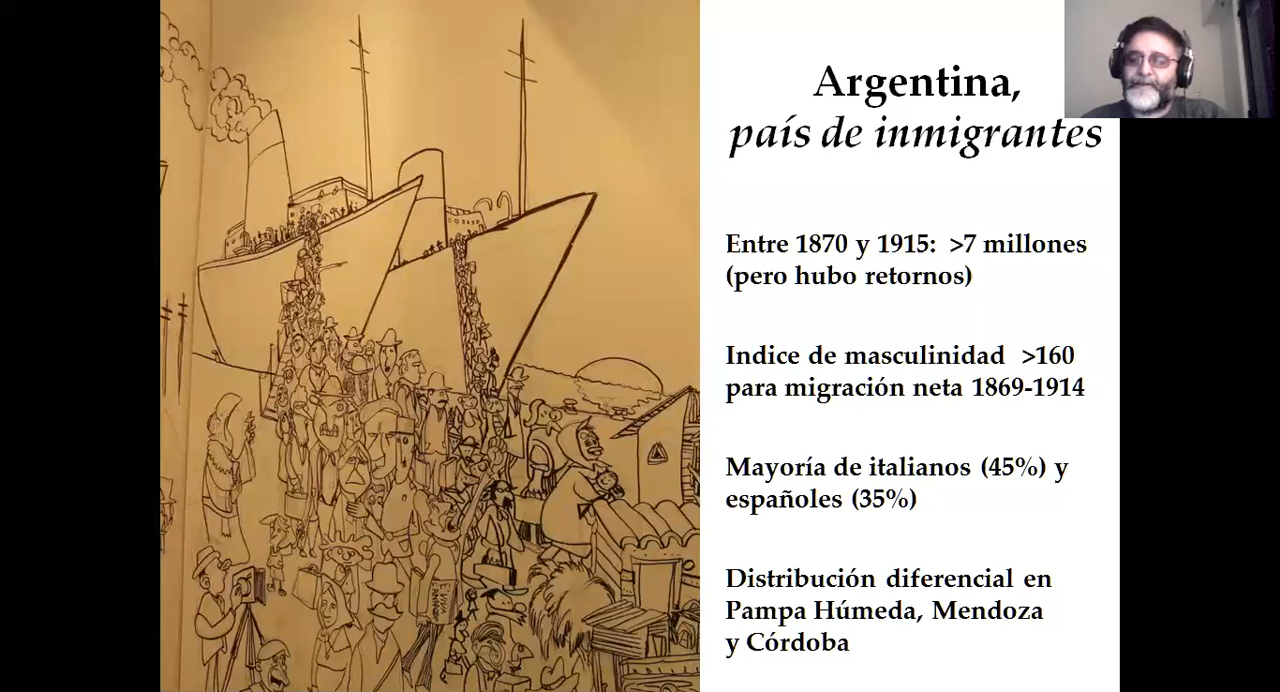 Argentina,
país de inmigrantes
Entre 1870 y 1915: >7 millones
(pero hubo retornos)
Indice de masculinidad >160
para migración neta 1869-1914
Mayoría de italianos (45%) y
españoles (35%)
Distribución diferencial en
Pampa Húmeda, Mendoza
y Córdoba